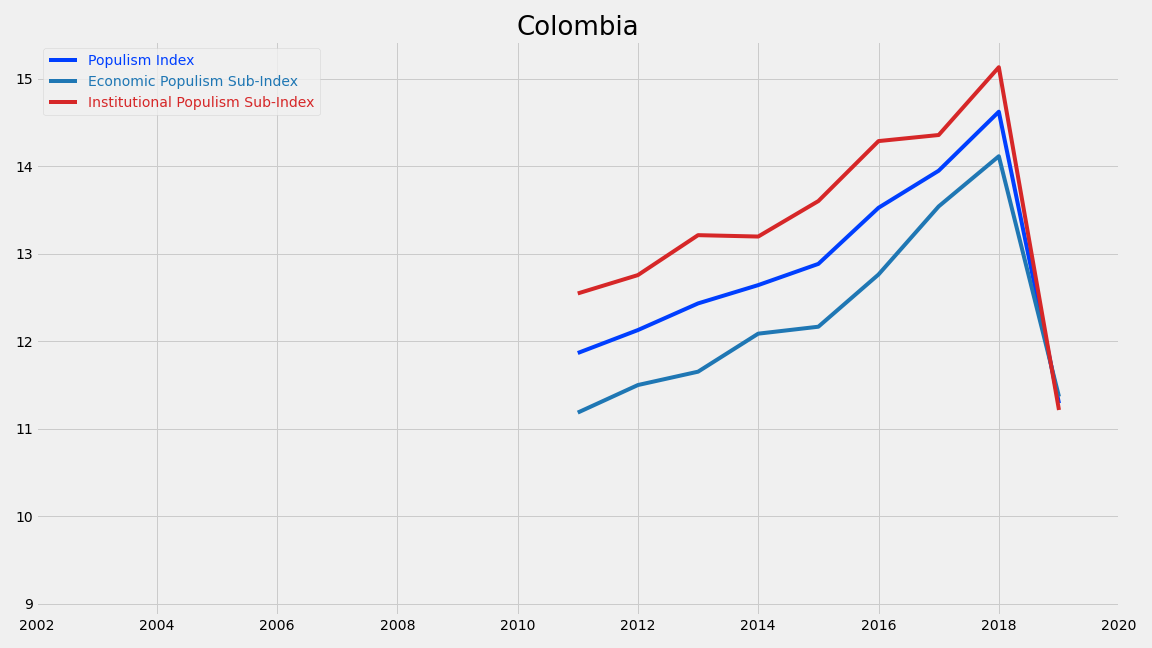 Colombia
Populism Index
Economic Populism Sub-Index
Institutional Populism Sub-Index
15
14
13
12
11
10
9
2002 2004 2006 2008 2010 2012 2014 2016 2018 2020